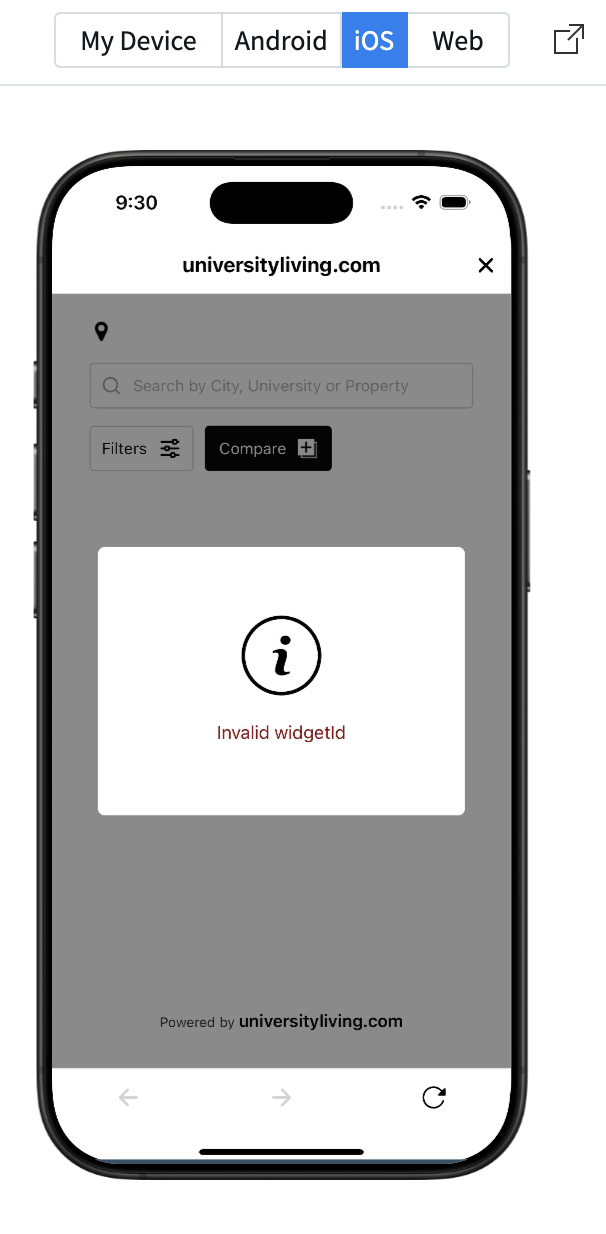 My Device Android iOS Web
9:30
universityliving.com
Search by City, University or Property
Filters Compare
i
Invalid widgetId
Powered by universityliving.com